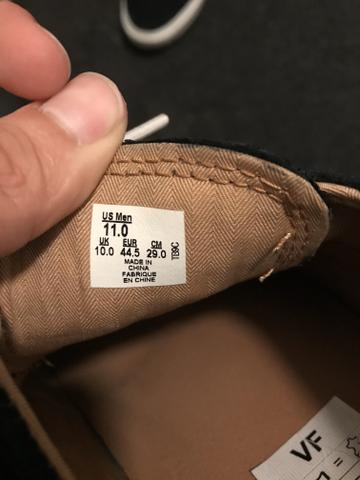 US Men
11.0
UK EUR CM
10.0 44.5 29.0
MADE IN
CHINA
FABRIQUE
EN CHINE
TB9C
VF